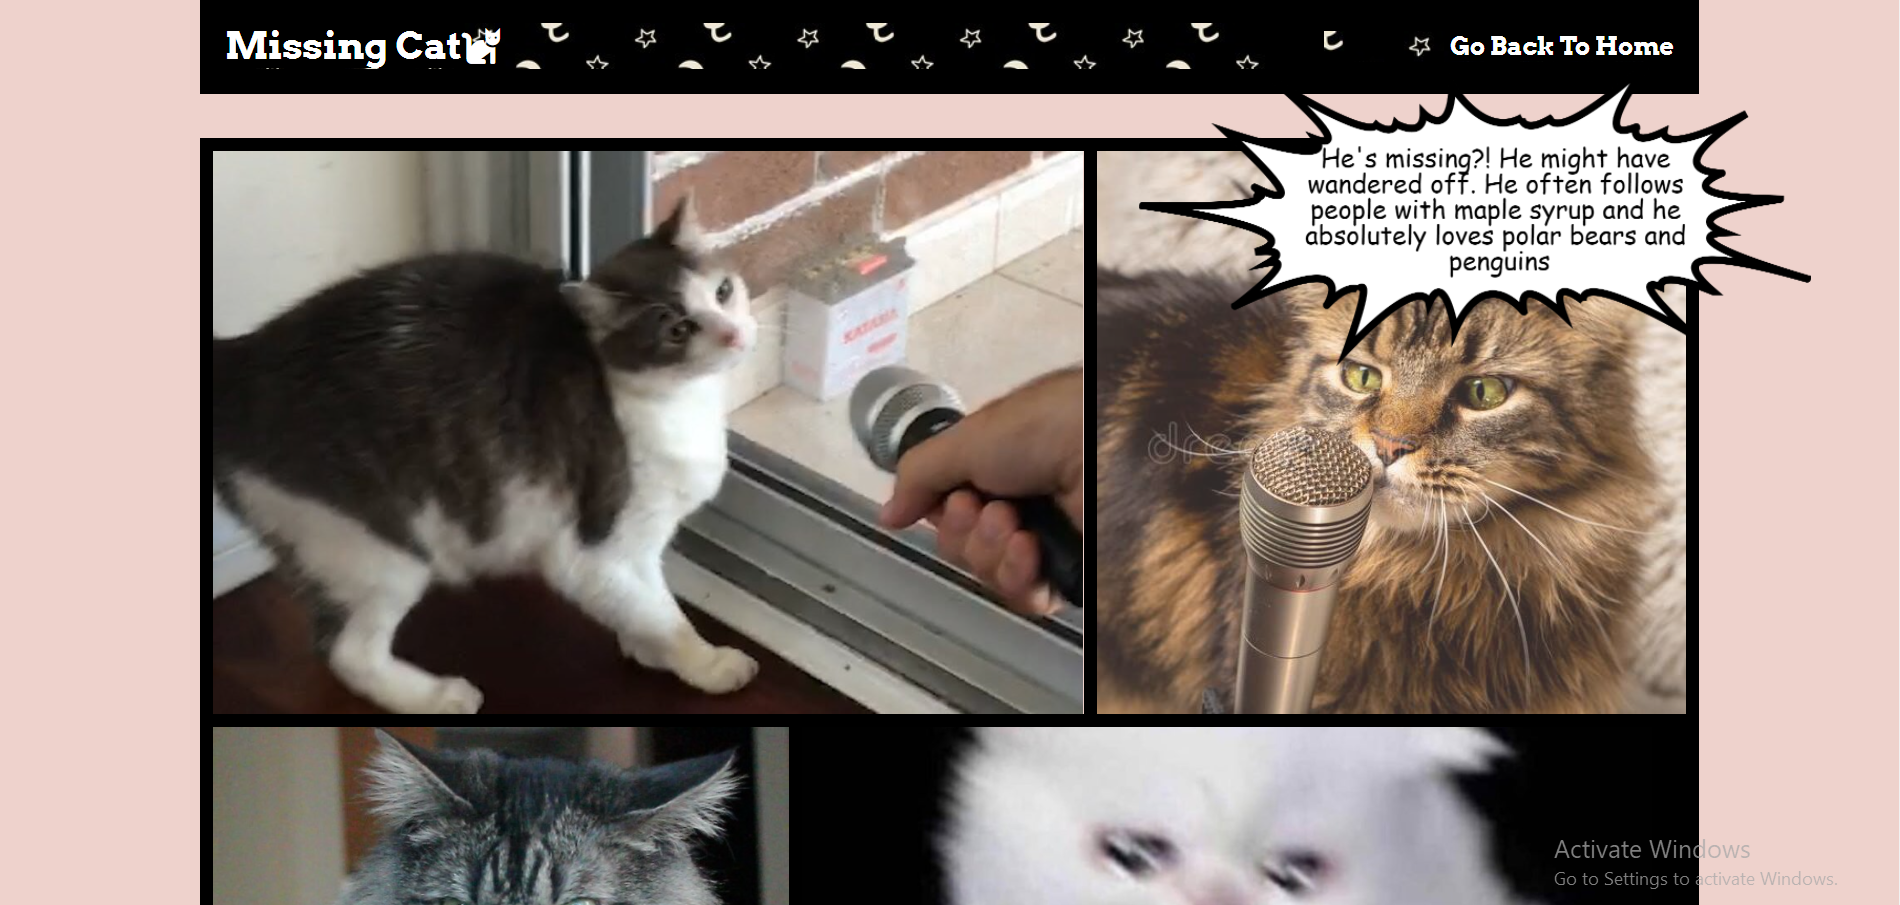 Missing Cat
Go Back To Home
He's missing?! He might have
wandered off. He often follows
people with maple syrup and he
absolutely loves polar bears and
penguins
KATANIA
Activate Windows
Go to Settings to activate Windows.